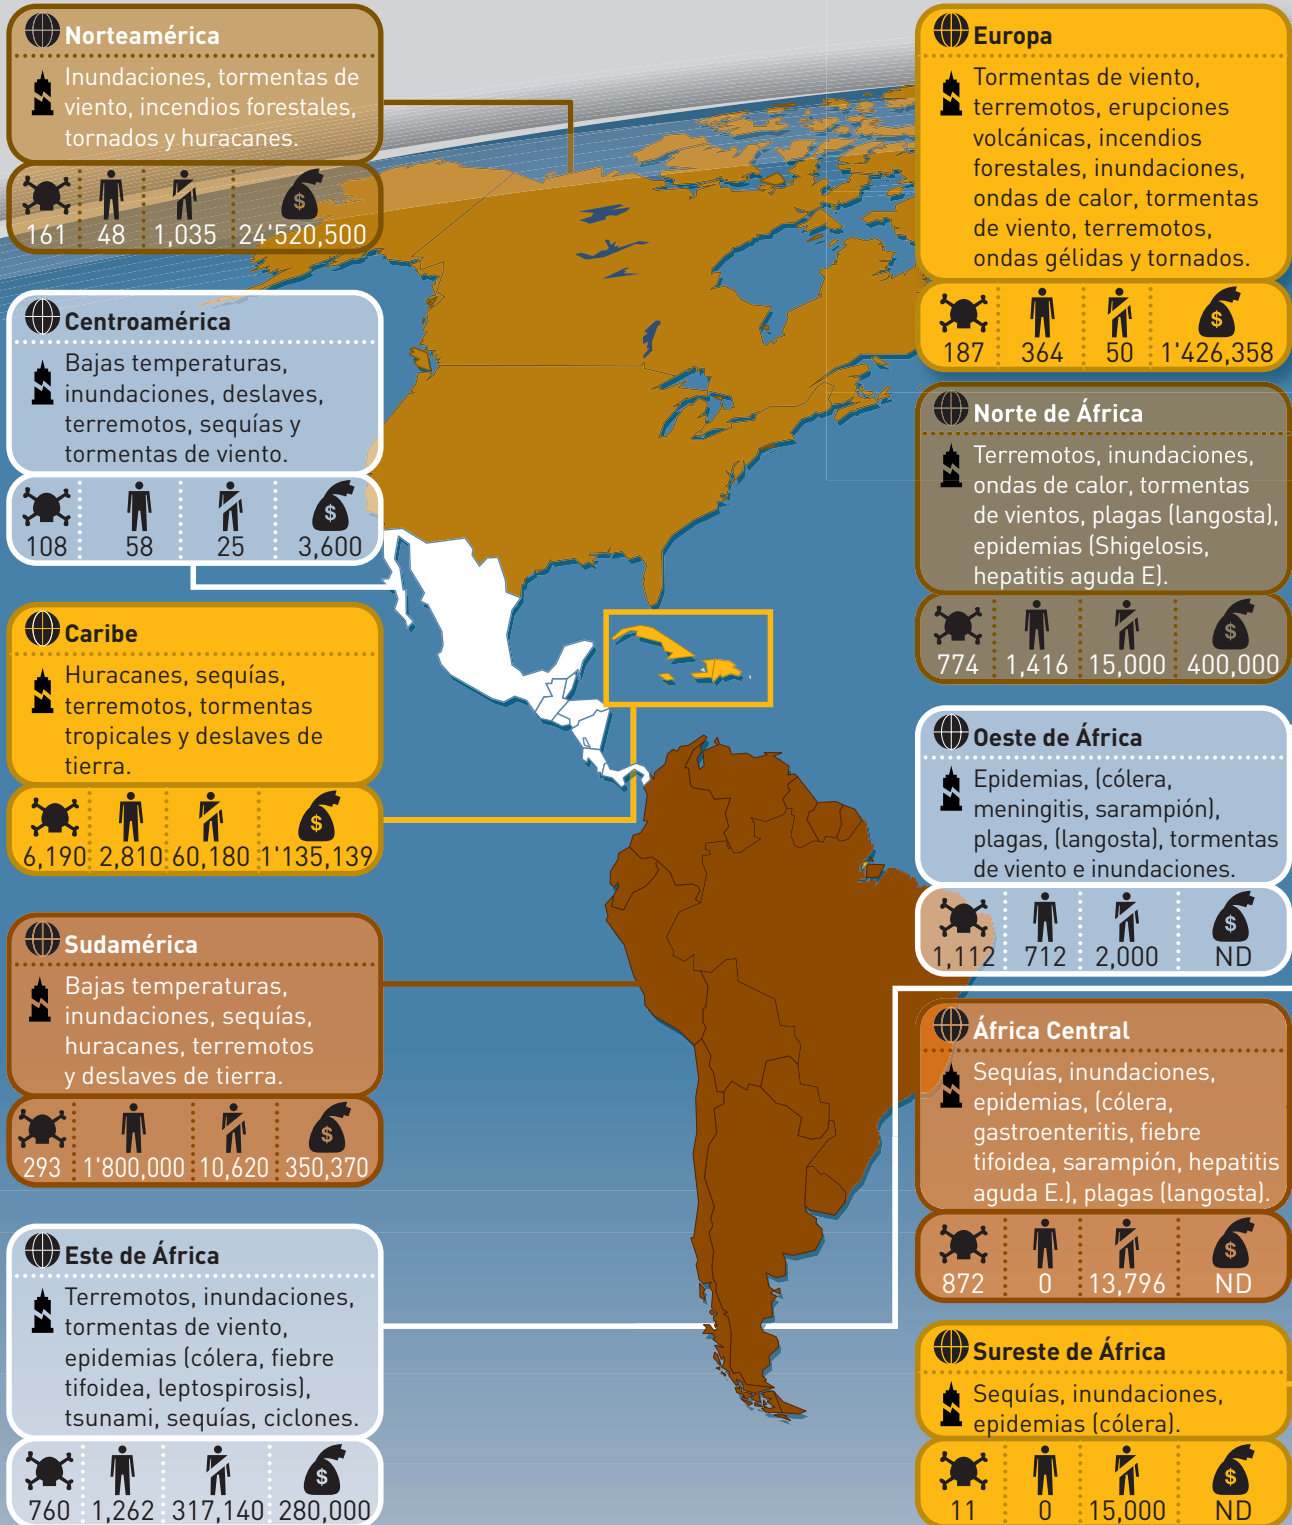 Norteamérica
Inundaciones, tormentas de
viento, incendios forestales,
tornados y huracanes.
161 48 1,035 24'520,500
Centroamérica
Bajas temperaturas,
inundaciones, deslaves,
terremotos, sequías y
tormentas de viento.
108 58 25 3,600
Caribe
Huracanes, sequías,
terremotos, tormentas
tropicales y deslaves de
tierra.
6,190 2,810 60,180 1'135,139
Sudamérica
Bajas temperaturas,
inundaciones, sequías,
huracanes, terremotos
y deslaves de tierra.
293 1'800,000 10,620 350,370
Este de África
Terremotos, inundaciones,
tormentas de viento,
epidemias (cólera, fiebre
tifoidea, leptospirosis),
tsunami, sequías, ciclones.
760 1,262 317,140 280,000
Europa
Tormentas de viento,
terremotos, erupciones
volcánicas, incendios
forestales, inundaciones,
ondas de calor, tormentas
de viento, terremotos,
ondas gélidas y tornados.
187 364 50 1'426,358
Norte de África
Terremotos, inundaciones,
ondas de calor, tormentas
de vientos, plagas (langosta),
epidemias (Shigelosis,
hepatitis aguda E).
774 1,416 15,000 400,000
Oeste de África
Epidemias, (cólera,
meningitis, sarampión),
plagas, (langosta), tormentas
de viento e inundaciones.
1,112 712 2,000 ND
África Central
Sequías, inundaciones,
epidemias, (cólera,
gastroenteritis, fiebre
tifoidea, sarampión, hepatitis
aguda E.), plagas (langosta).
872 0 13,796 ND
Sureste de África
Sequías, inundaciones,
epidemias (cólera).
11 0 15,000 ND